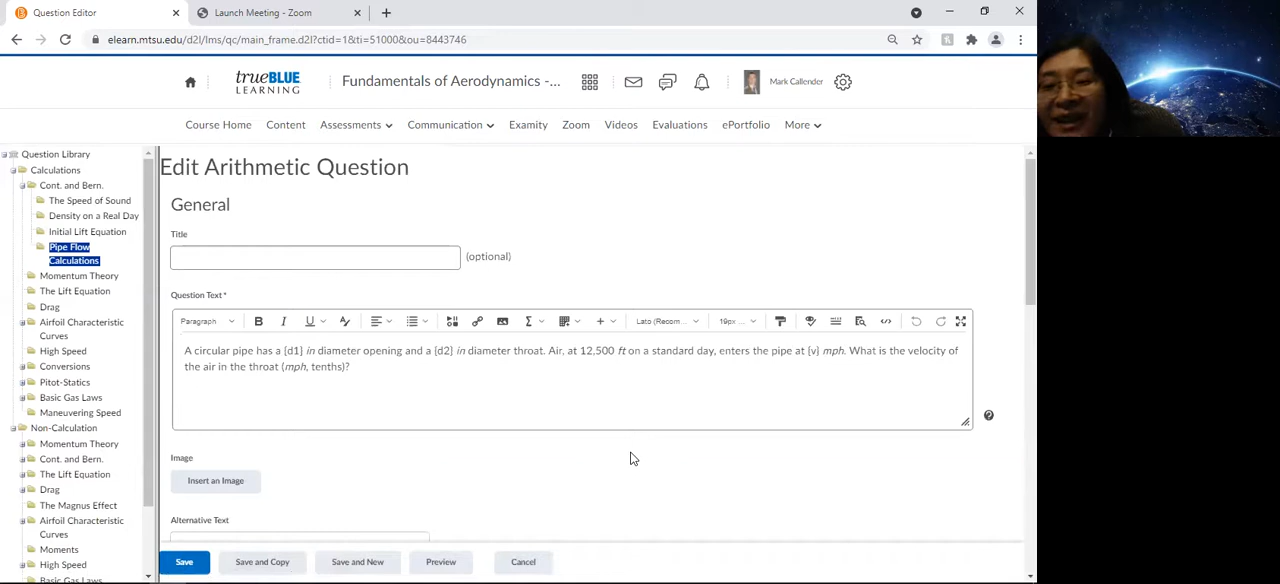 Question Editor
Launch Meeting - Zoom
elearn.mtsu.edu/d2l/lms/qc/main_frame.d2l?ctid=1&ti=51000&ou=8443746
trueBLUE
LEARNING
Fundamentals of Aerodynamics -...
Mark Callender
Course Home
Content
Assessments
Communication
Examity
Zoom
Videos
Evaluations
ePortfolio
More
Question Library
Calculations
Cont. and Bern.
The Speed of Sound
Density on a Real Day
Initial Lift Equation
Pipe Flow
Calculations
Momentum Theory
The Lift Equation
Drag
Airfoil Characteristic
Curves
High Speed
Conversions
Pitot-Statics
Basic Gas Laws
Maneuvering Speed
Non-Calculation
Momentum Theory
Cont. and Bern.
The Lift Equation
Drag
The Magnus Effect
Airfoil Characteristic
Curves
Moments
High Speed
Basic Gas Laws
Edit Arithmetic Question
General
Title
(optional)
Question Text *
Paragraph
B I U
Lato (Recom...
19px ...
A circular pipe has a {d1} in diameter opening and a {d2} in diameter throat. Air, at 12,500 ft on a standard day, enters the pipe at {v} mph. What is the velocity of
the air in the throat (mph, tenths)?
Image
Insert an Image
Alternative Text
Save
Save and Copy
Save and New
Preview
Cancel